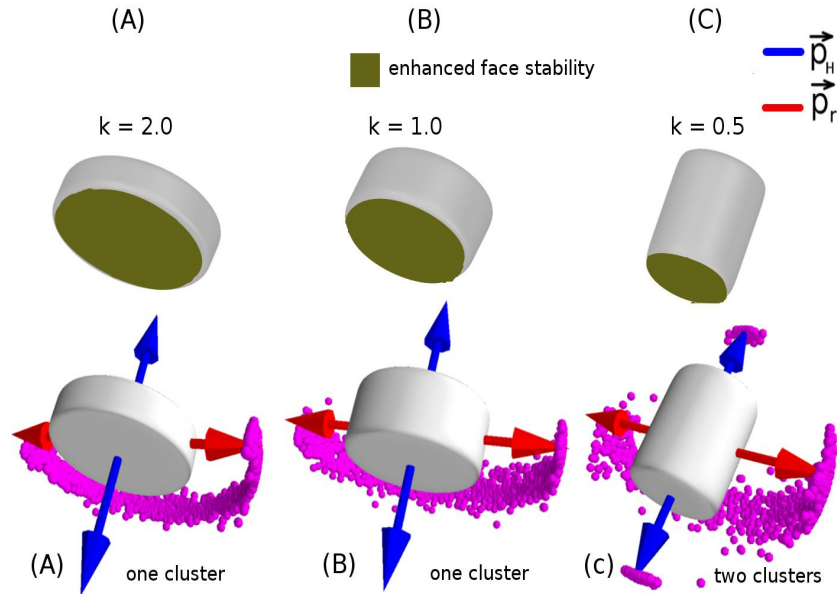 (A) (B) (C)
enhanced face stability
p⃗H
p⃗r
k = 2.0 k = 1.0 k = 0.5
(A) one cluster (B) one cluster (c) two clusters